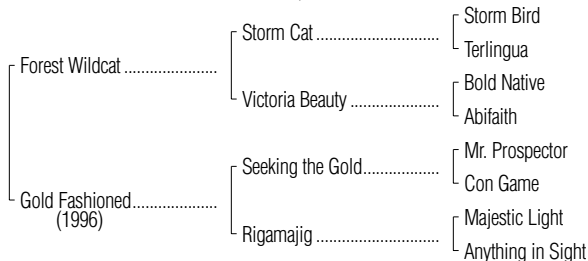 Storm Bird
Storm Cat ........................
Terlingua
Forest Wildcat ......................
Bold Native
Victoria Beauty ......................
Abifaith
Mr. Prospector
Seeking the Gold..................
Con Game
Gold Fashioned....................
(1996)
Majestic Light
Rigamajig .............................
Anything in Sight